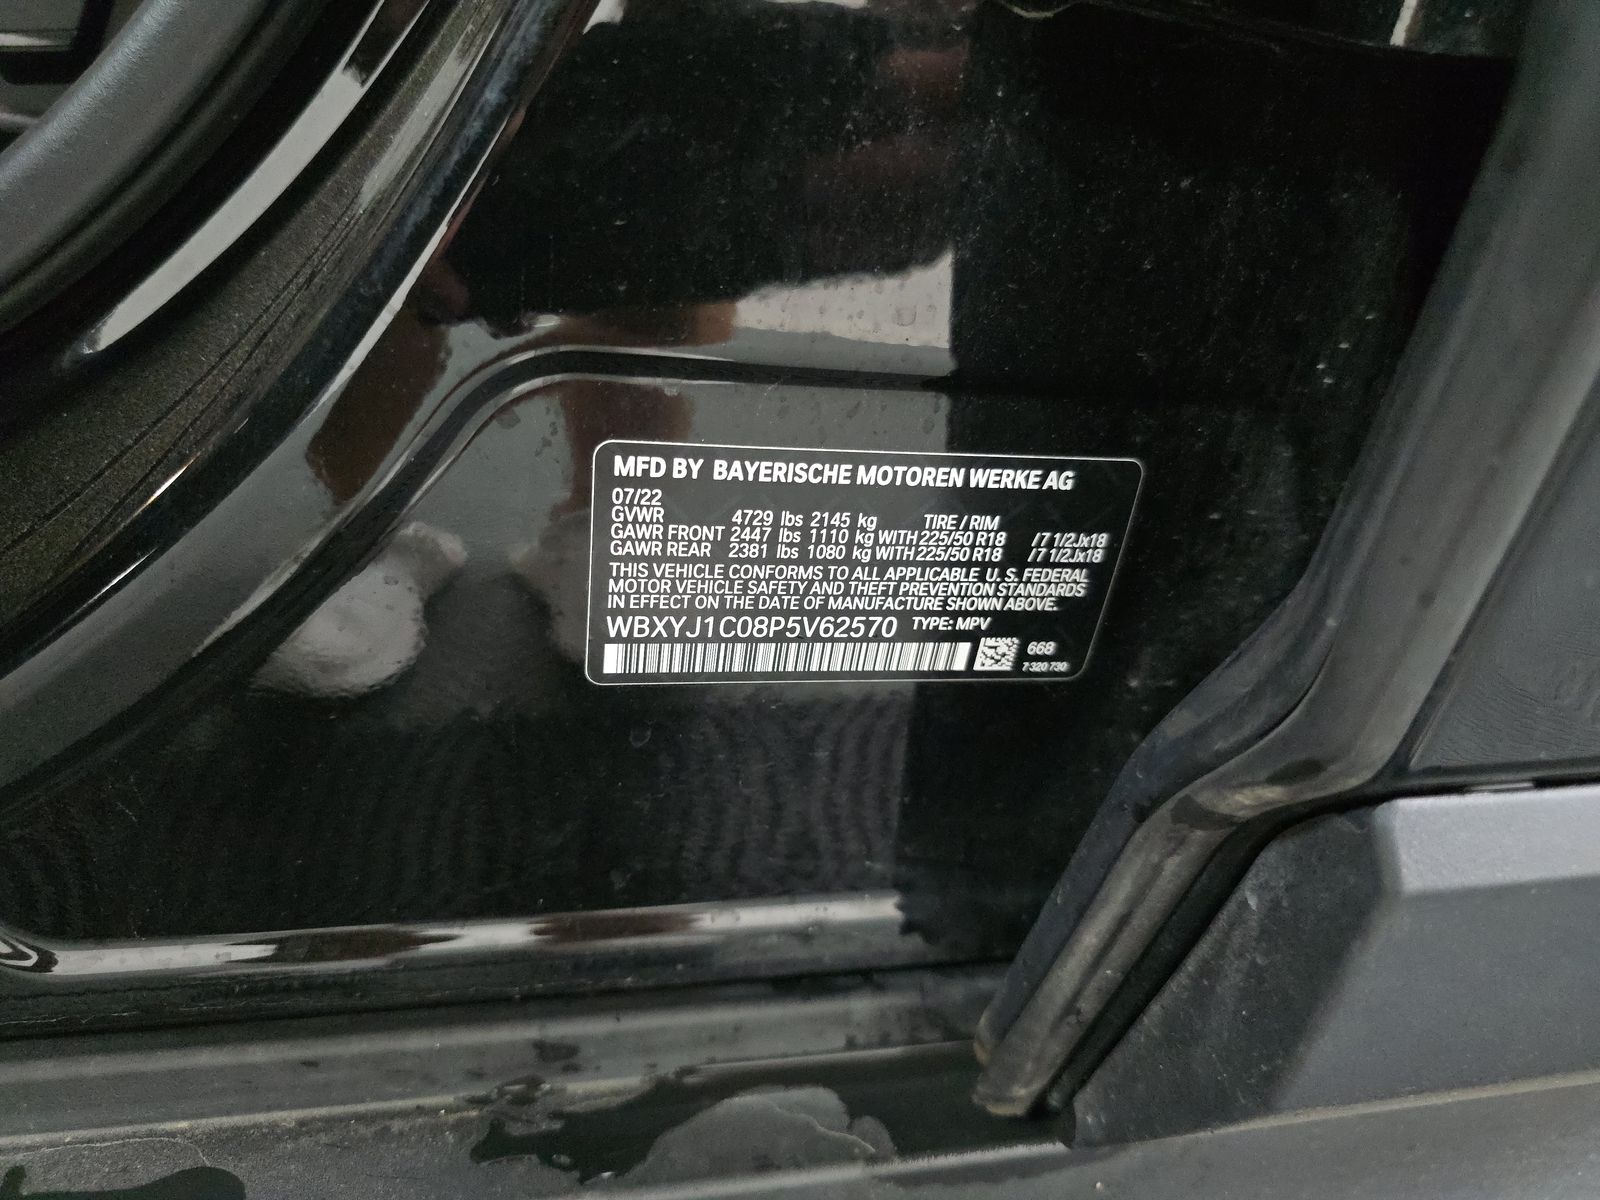 MFD BY BAYERISCHE MOTOREN WERKE AG
07/22
GVWR 4729 lbs 2145 kg TIRE / RIM
GAWR FRONT 2447 lbs 1110 kg WITH 225/50 R18 /7 1/2Jx18
GAWR REAR 2381 lbs 1080 kg WITH 225/50 R18 /7 1/2Jx18
THIS VEHICLE CONFORMS TO ALL APPLICABLE U. S. FEDERAL
MOTOR VEHICLE SAFETY AND THEFT PREVENTION STANDARDS
IN EFFECT ON THE DATE OF MANUFACTURE SHOWN ABOVE.
WBXYJ1C08P5V62570 TYPE: MPV
668
7 320 730